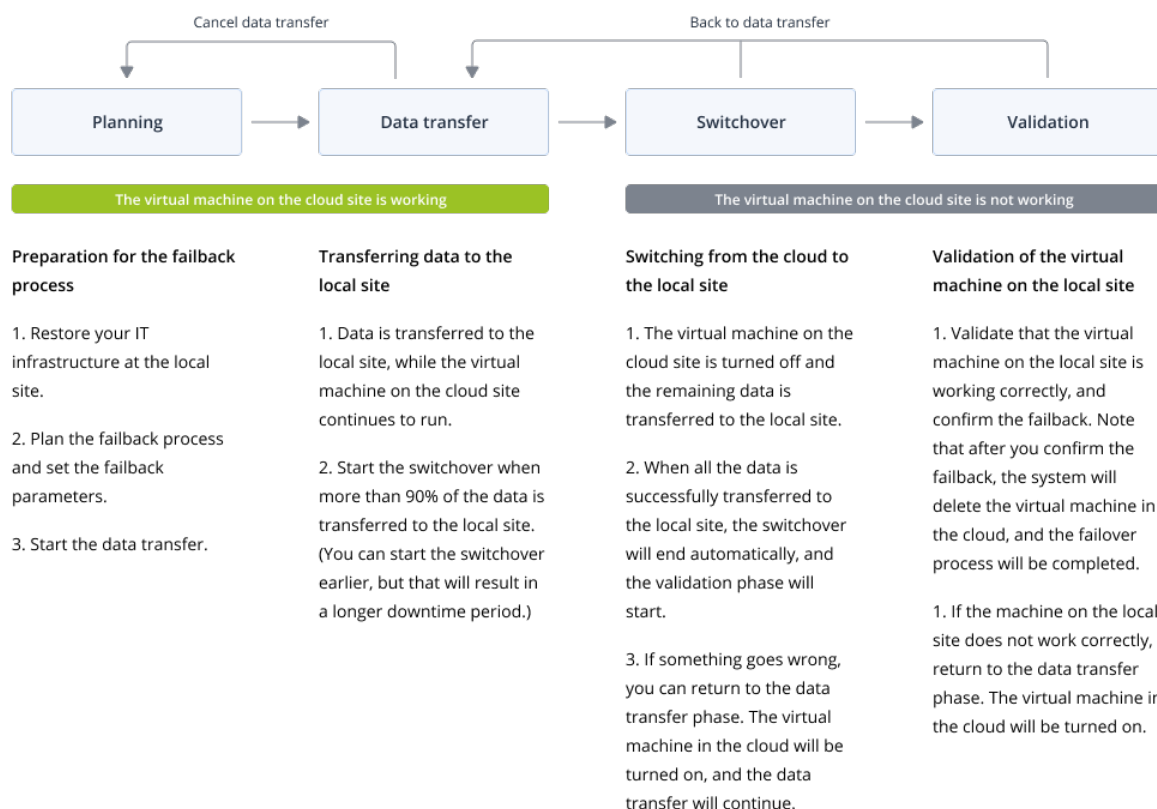 Cancel data transfer
Back to data transfer
Planning
Data transfer
Switchover
Validation
The virtual machine on the cloud site is working
The virtual machine on the cloud site is not working
Preparation for the failback
process
1. Restore your IT
infrastructure at the local
site.
2. Plan the failback process
and set the failback
parameters.
3. Start the data transfer.
Transferring data to the
local site
1. Data is transferred to the
local site, while the virtual
machine on the cloud site
continues to run.
2. Start the switchover when
more than 90% of the data is
transferred to the local site.
(You can start the switchover
earlier, but that will result in
a longer downtime period.)
Switching from the cloud to
the local site
1. The virtual machine on the
cloud site is turned off and
the remaining data is
transferred to the local site.
2. When all the data is
successfully transferred to
the local site, the switchover
will end automatically, and
the validation phase will
start.
3. If something goes wrong,
you can return to the data
transfer phase. The virtual
machine in the cloud will be
turned on, and the data
transfer will continue.
Validation of the virtual
machine on the local site
1. Validate that the virtual
machine on the local site is
working correctly, and
confirm the failback. Note
that after you confirm the
failback, the system will
delete the virtual machine in
the cloud, and the failover
process will be completed.
1. If the machine on the local
site does not work correctly,
return to the data transfer
phase. The virtual machine in
the cloud will be turned on.